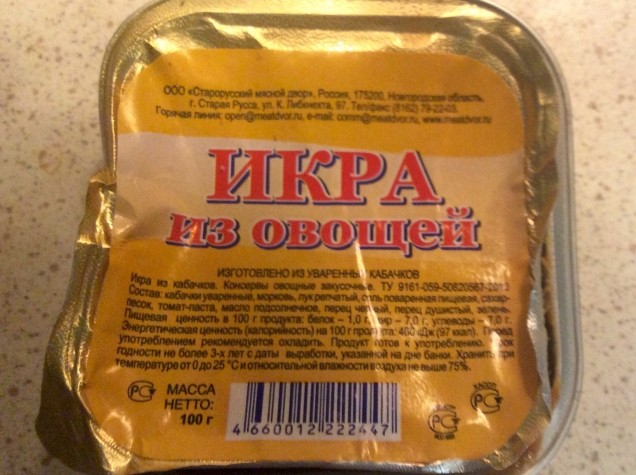 ООО «Старорусский мясной двор», Россия, 175200, Новгородская область,
г. Старая Русса, ул. К. Либкнехта, 97. Тел/факс: (8162) 79-22-03.
Горячая линия: open@meatdvor.ru, e-mail: comm@meatdvor.ru, www.meatdvor.ru
ИКРА
из овощей
ИЗГОТОВЛЕНО ИЗ УВАРЕННЫХ КАБАЧКОВ
Икра из кабачков. Консервы овощные закусочные. ТУ 9161-059-50820567-2012
Состав: кабачки уваренные, морковь, лук репчатый, соль поваренная пищевая, сахар-
песок, томат-паста, масло подсолнечное, перец черный, перец душистый, зелень.
Пищевая ценность в 100 г продукта: белок – 1,0 г, жир – 7,0 г, углеводы – 7,0 г.
Энергетическая ценность (калорийность) на 100 г продукта: 400 кДж (97 ккал). Перед
употреблением рекомендуется охладить. Продукт готов к употреблению. Срок
годности не более 3-х лет с даты выработки, указанной на дне банки. Хранить при
температуре от 0 до 25 °С и относительной влажности воздуха не выше 75%.
РС
МАССА
НЕТТО:
100 г
4 660012 222447